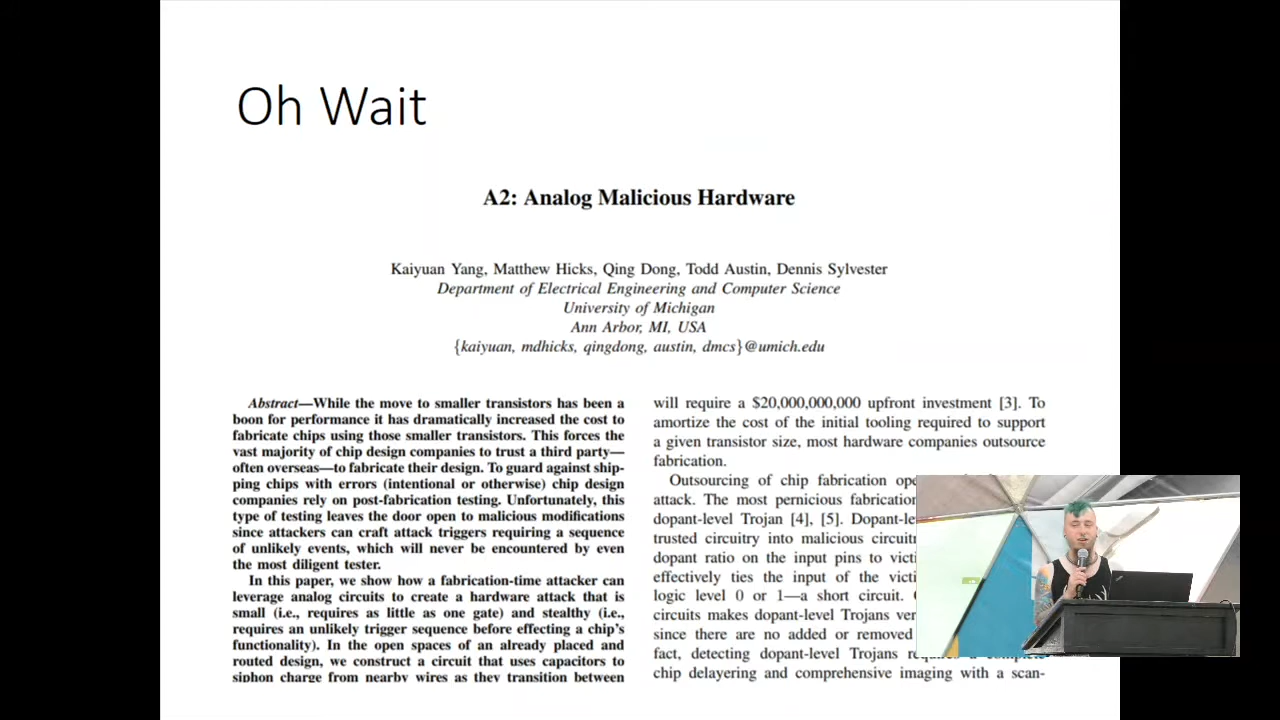 Oh Wait
A2: Analog Malicious Hardware
Kaiyuan Yang, Matthew Hicks, Qing Dong, Todd Austin, Dennis Sylvester
Department of Electrical Engineering and Computer Science
University of Michigan
Ann Arbor, MI, USA
{kaiyuan, mdhicks, qingdong, austin, dmcs}@umich.edu
Abstract—While the move to smaller transistors has been a
boon for performance it has dramatically increased the cost to
fabricate chips using those smaller transistors. This forces the
vast majority of chip design companies to trust a third party—
often overseas—to fabricate their design. To guard against ship-
ping chips with errors (intentional or otherwise) chip design
companies rely on post-fabrication testing. Unfortunately, this
type of testing leaves the door open to malicious modifications
since attackers can craft attack triggers requiring a sequence
of unlikely events, which will never be encountered by even
the most diligent tester.
In this paper, we show how a fabrication-time attacker can
leverage analog circuits to create a hardware attack that is
small (i.e., requires as little as one gate) and stealthy (i.e.,
requires an unlikely trigger sequence before effecting a chip's
functionality). In the open spaces of an already placed and
routed design, we construct a circuit that uses capacitors to
siphon charge from nearby wires as they transition between
will require a $20,000,000,000 upfront investment [3]. To
amortize the cost of the initial tooling required to support
a given transistor size, most hardware companies outsource
fabrication.
Outsourcing of chip fabrication ope
attack. The most pernicious fabrication
dopant-level Trojan [4], [5]. Dopant-le
trusted circuitry into malicious circuit
dopant ratio on the input pins to victi
effectively ties the input of the victi
logic level 0 or 1—a short circuit.
circuits makes dopant-level Trojans ver
since there are no added or removed
fact, detecting dopant-level Trojans
chip delayering and comprehensive imaging with a scan-